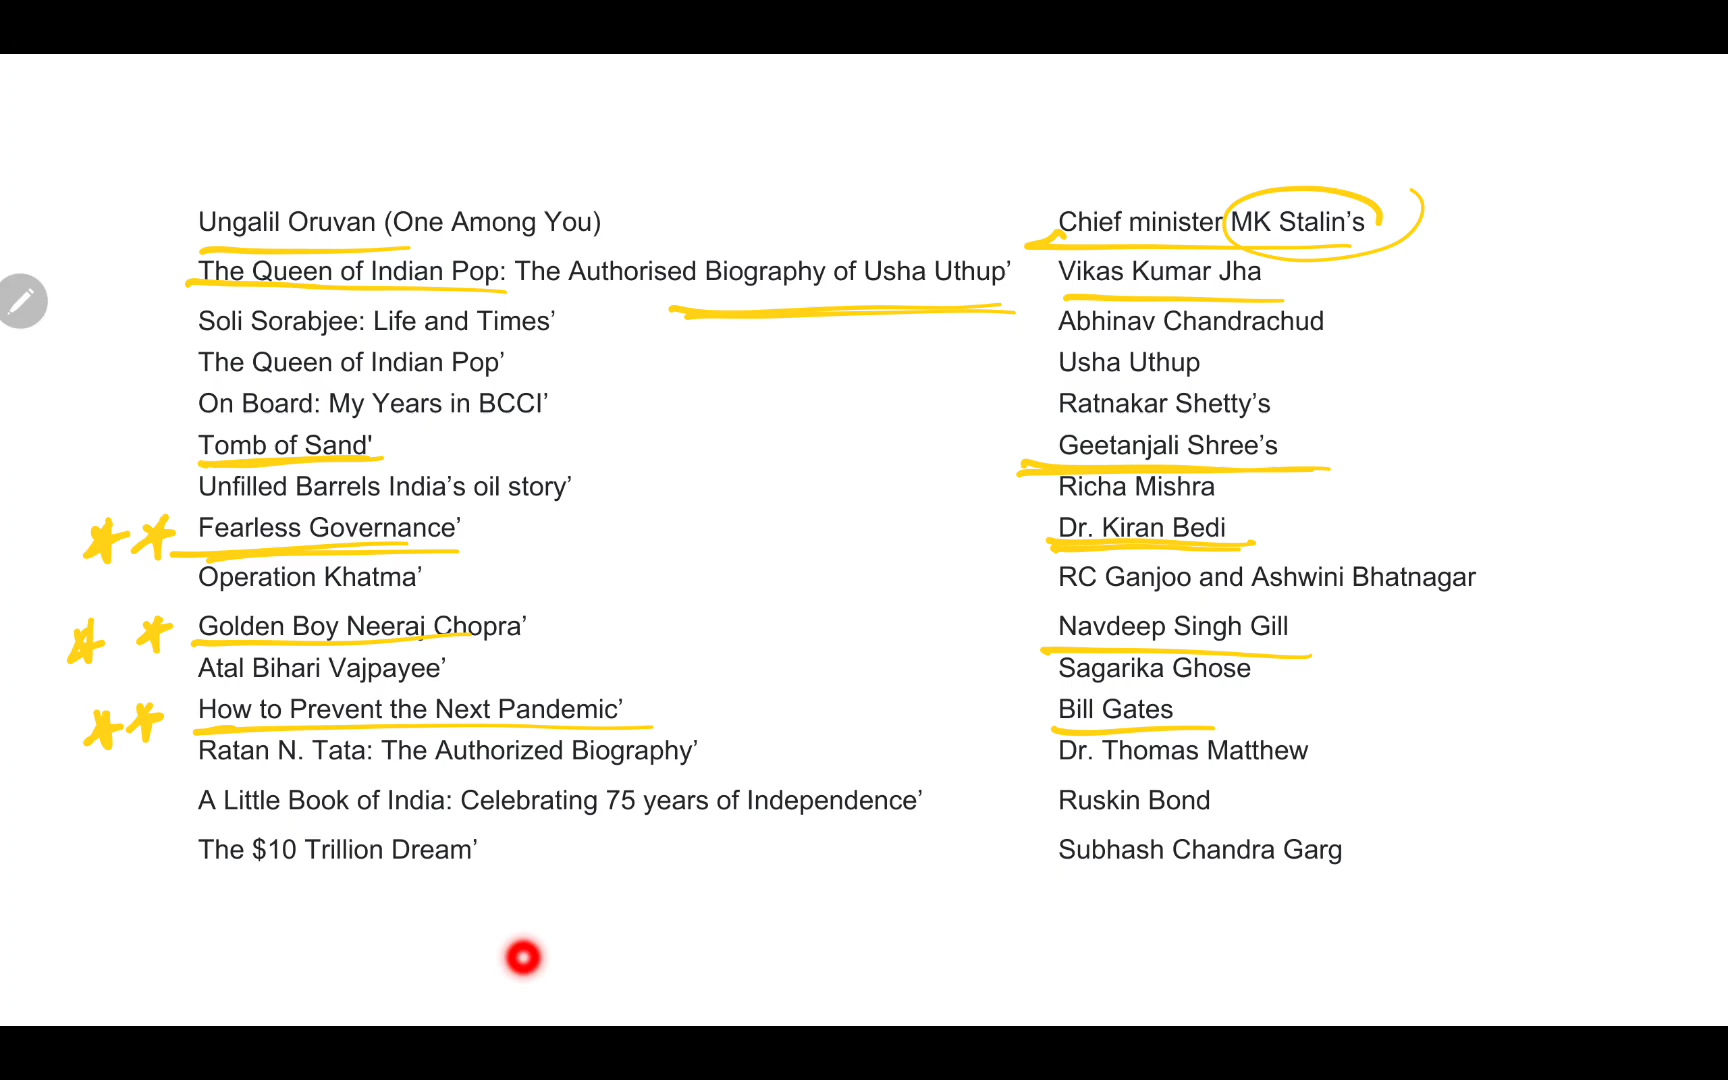 Ungalil Oruvan (One Among You) Chief minister MK Stalin’s
The Queen of Indian Pop: The Authorised Biography of Usha Uthup’ Vikas Kumar Jha
Soli Sorabjee: Life and Times’ Abhinav Chandrachud
The Queen of Indian Pop’ Usha Uthup
On Board: My Years in BCCI’ Ratnakar Shetty’s
Tomb of Sand' Geetanjali Shree’s
Unfilled Barrels India’s oil story’ Richa Mishra
Fearless Governance’ Dr. Kiran Bedi
Operation Khatma’ RC Ganjoo and Ashwini Bhatnagar
Golden Boy Neeraj Chopra’ Navdeep Singh Gill
Atal Bihari Vajpayee’ Sagarika Ghose
How to Prevent the Next Pandemic’ Bill Gates
Ratan N. Tata: The Authorized Biography’ Dr. Thomas Matthew
A Little Book of India: Celebrating 75 years of Independence’ Ruskin Bond
The $10 Trillion Dream’ Subhash Chandra Garg